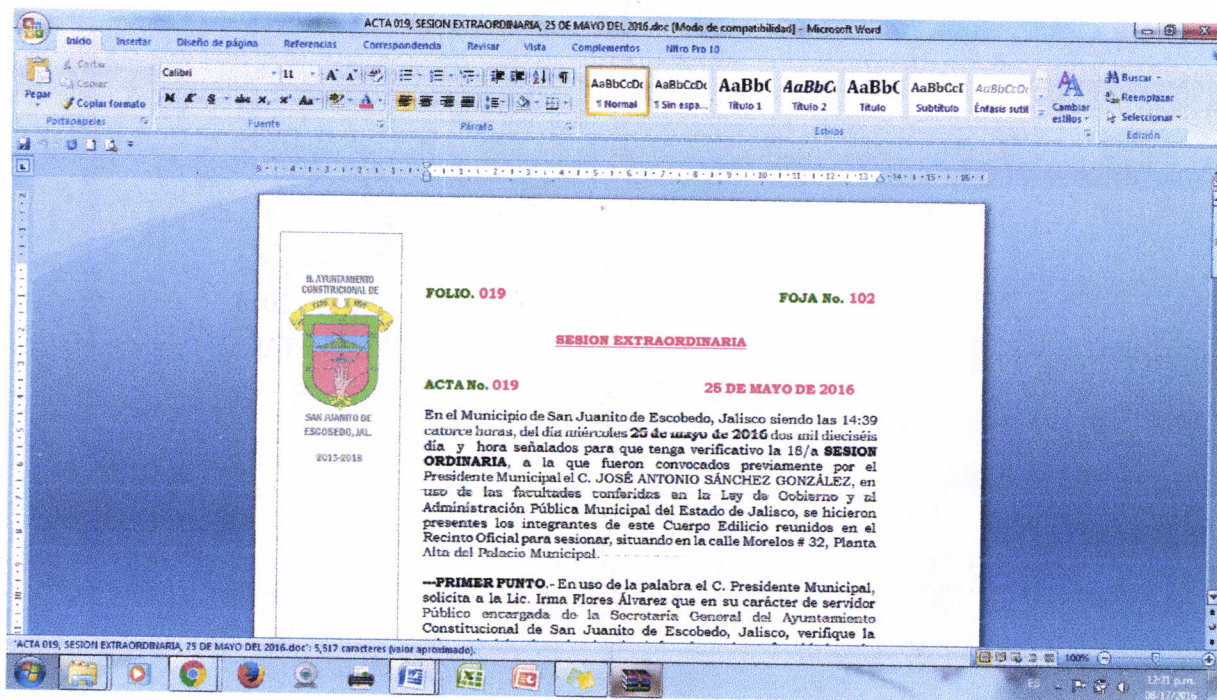 ACTA 019, SESION EXTRAORDINARIA, 25 DE MAYO DEL 2016.doc [Modo de compatibilidad] - Microsoft Word
Inicio Insertar Diseño de página Referencias Correspondencia Revisar Vista Complementos Nitro Pro 10
Pegar
Cortar
Copiar
Copiar formato
Portapapeles
Calibri 11
Fuente
Párrafo
AaBbCcDc AaBbCcDc AaBbC AaBbC AaBbC AaBbCcI AaBbCcDc
¶ Normal ¶ Sin espa... Título 1 Título 2 Título Subtítulo Énfasis sutil
Estilos
Cambiar estilos
Buscar
Reemplazar
Seleccionar
Edición
H. AYUNTAMIENTO
CONSTITUCIONAL DE
SAN JUANITO DE
ESCOBEDO, JAL.
2015-2018
FOLIO. 019 FOJA No. 102
SESION EXTRAORDINARIA
ACTA No. 019 25 DE MAYO DE 2016
En el Municipio de San Juanito de Escobedo, Jalisco siendo las 14:39
catorce horas, del día miércoles 25 de mayo de 2016 dos mil dieciséis
día y hora señalados para que tenga verificativo la 18/a SESION
ORDINARIA, a la que fueron convocados previamente por el
Presidente Municipal el C. JOSÉ ANTONIO SÁNCHEZ GONZÁLEZ, en
uso de las facultades conferidas en la Ley de Gobierno y al
Administración Pública Municipal del Estado de Jalisco, se hicieron
presentes los integrantes de este Cuerpo Edilicio reunidos en el
Recinto Oficial para sesionar, situando en la calle Morelos # 32, Planta
Alta del Palacio Municipal. - - - - - - - -
---PRIMER PUNTO.- En uso de la palabra el C. Presidente Municipal,
solicita a la Lic. Irma Flores Álvarez que en su carácter de servidor
Público encargada de la Secretaria General del Ayuntamiento
Constitucional de San Juanito de Escobedo, Jalisco, verifique la
"ACTA 019, SESION EXTRAORDINARIA, 25 DE MAYO DEL 2016.doc": 5,517 caracteres (valor aproximado).
100%
ES
12:21 p.m.
08/17/2016